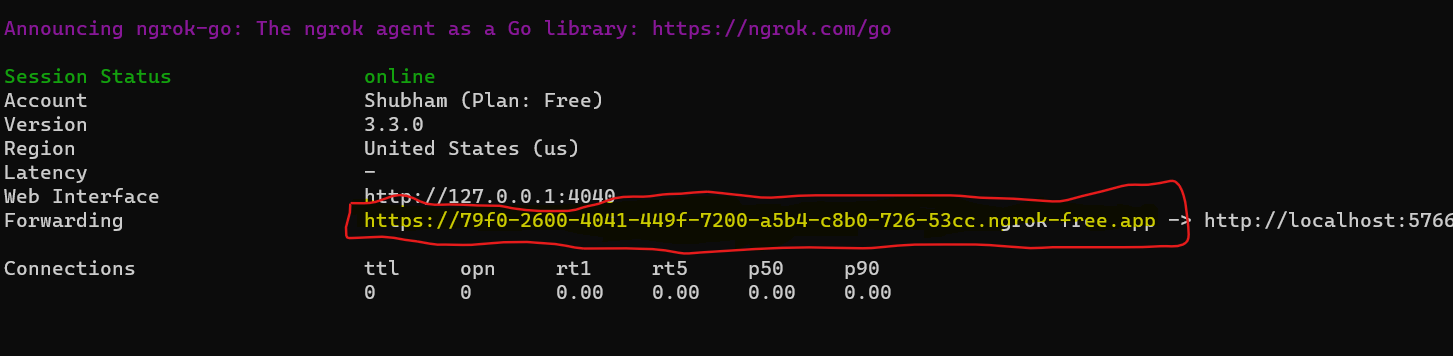 Announcing ngrok-go: The ngrok agent as a Go library: https://ngrok.com/go
Session Status online
Account Shubham (Plan: Free)
Version 3.3.0
Region United States (us)
Latency -
Web Interface http://127.0.0.1:4040
Forwarding https://79f0-2600-4041-449f-7200-a5b4-c8b0-726-53cc.ngrok-free.app -> http://localhost:5766
Connections ttl opn rt1 rt5 p50 p90
0 0 0.00 0.00 0.00 0.00